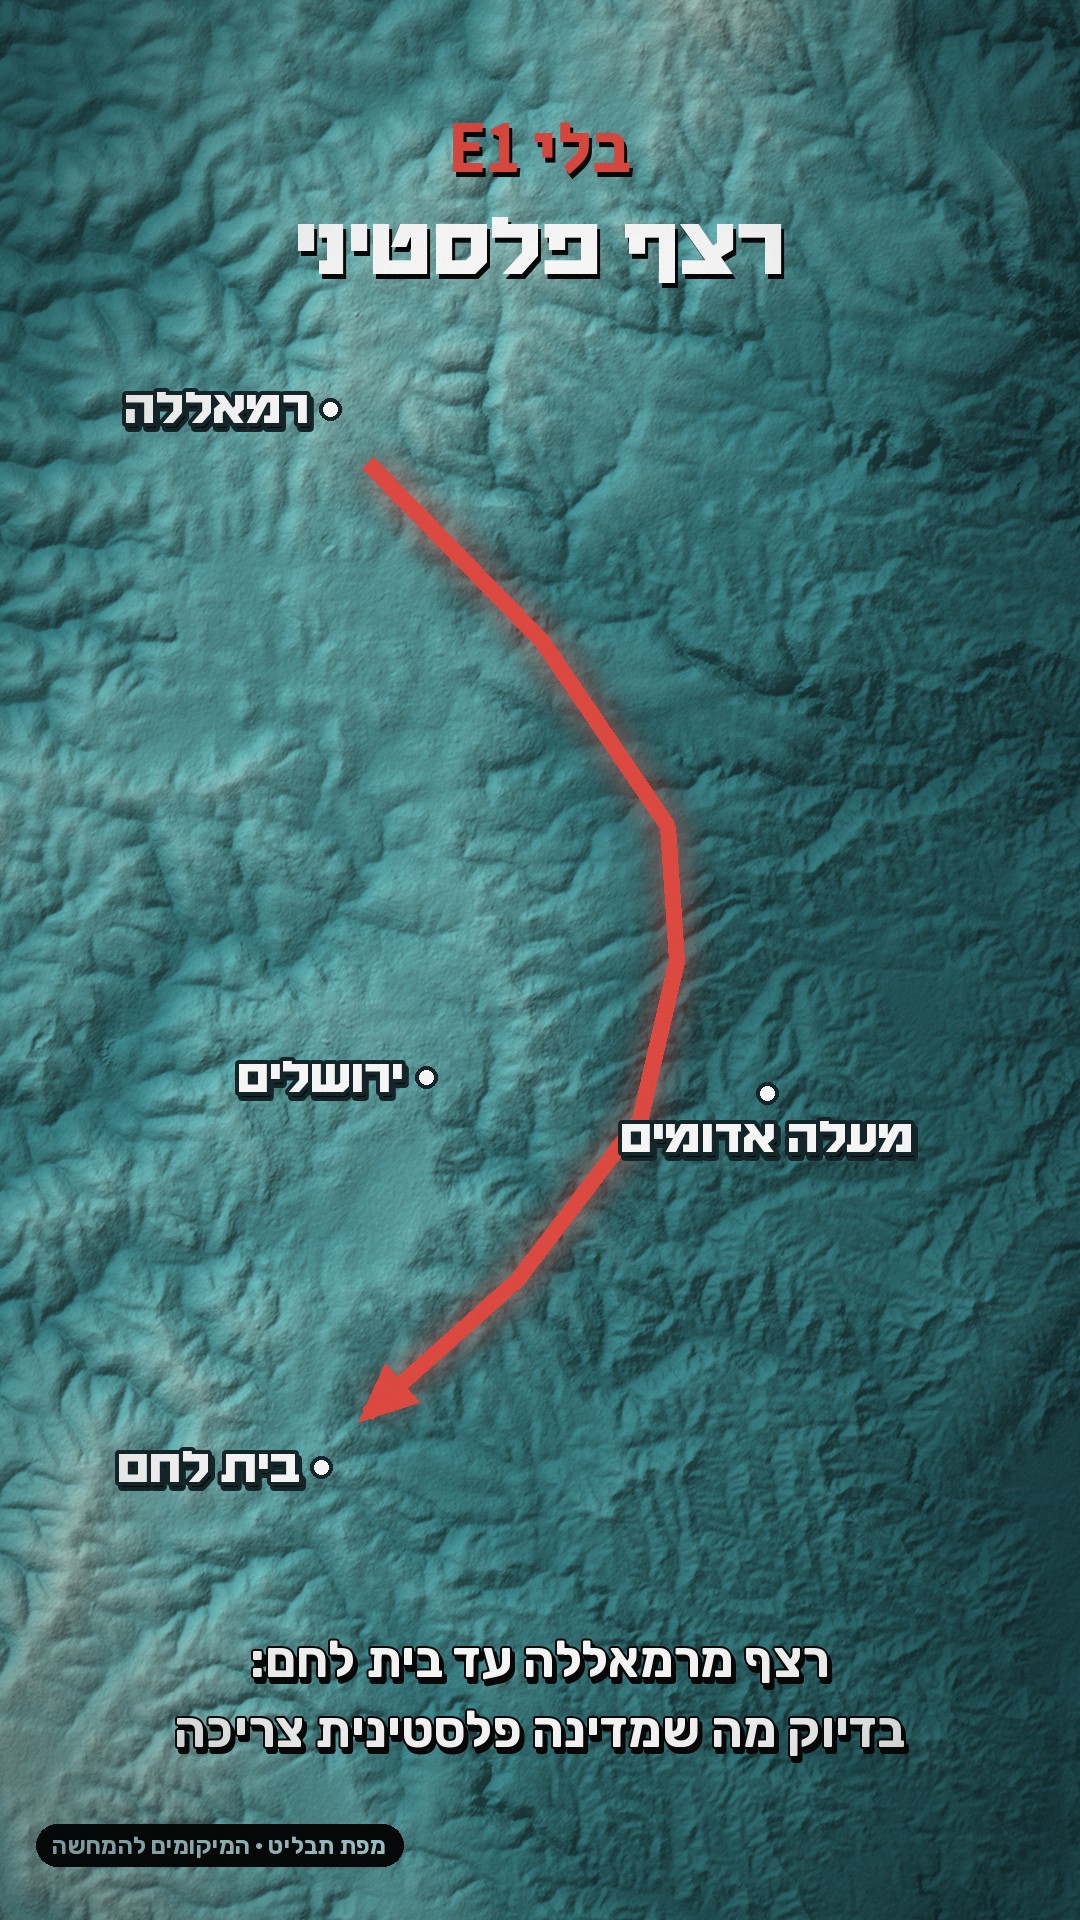 בלי E1
רצף פלסטיני
רמאללה
ירושלים
מעלה אדומים
בית לחם
רצף מרמאללה עד בית לחם:
בדיוק מה שמדינה פלסטינית צריכה
מפת תבליט • המיקומים להמחשה